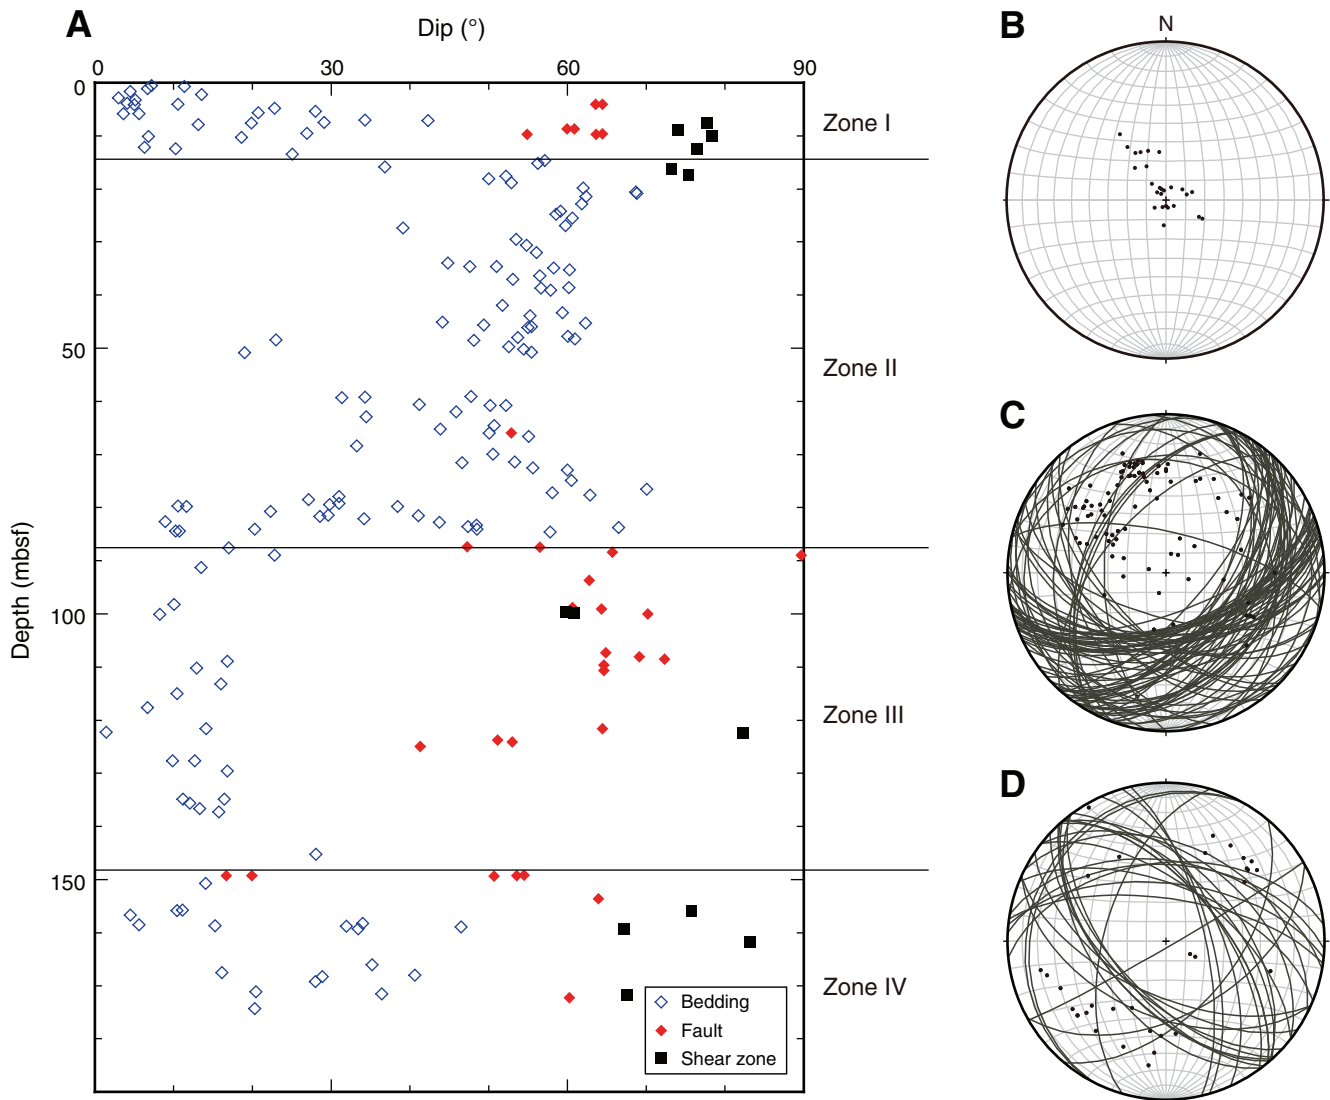 A
Dip (°)
0 30 60 90
0
50
100
150
Depth (mbsf)
Zone I
Zone II
Zone III
Zone IV
Bedding
Fault
Shear zone
B
N
C
D